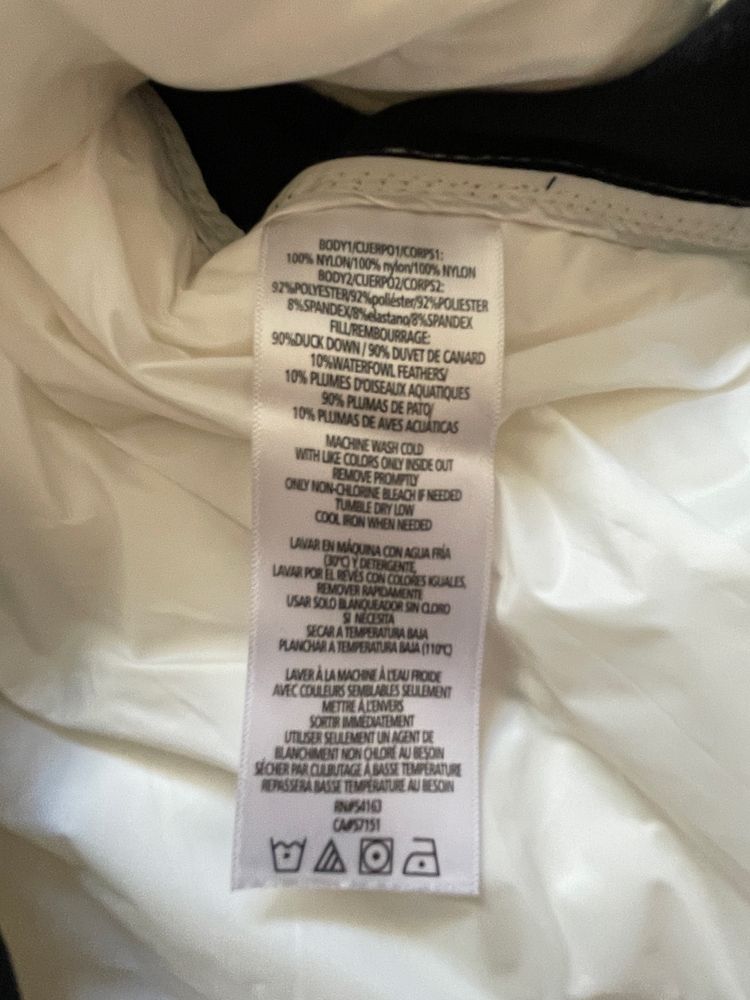 BODY1/CUERPO1/CORPS1:
100% NYLON/100% nylon/100% NYLON
BODY2/CUERPO2/CORPS2:
92%POLYESTER/92%poliéster/92%POLIESTER
8%SPANDEX/8%elastano/8%SPANDEX
FILL/REMBOURRAGE:
90%DUCK DOWN / 90% DUVET DE CANARD
10%WATERFOWL FEATHERS/
10% PLUMES D'OISEAUX AQUATIQUES
90% PLUMAS DE PATO/
10% PLUMAS DE AVES ACUÁTICAS
MACHINE WASH COLD
WITH LIKE COLORS ONLY INSIDE OUT
REMOVE PROMPTLY
ONLY NON-CHLORINE BLEACH IF NEEDED
TUMBLE DRY LOW
COOL IRON WHEN NEEDED
LAVAR EN MÁQUINA CON AGUA FRÍA
(30°C) Y DETERGENTE,
LAVAR POR EL REVÉS CON COLORES IGUALES,
REMOVER RAPIDAMENTE
USAR SOLO BLANQUEADOR SIN CLORO
SI NECESITA
SECAR A TEMPERATURA BAJA
PLANCHAR A TEMPERATURA BAJA (110°C)
LAVER À LA MACHINE À L'EAU FROIDE
AVEC COULEURS SEMBLABLES SEULEMENT
METTRE À L'ENVERS
SORTIR IMMÉDIATEMENT
UTILISER SEULEMENT UN AGENT DE
BLANCHIMENT NON CHLORÉ AU BESOIN
SÉCHER PAR CULBUTAGE À BASSE TEMPÉRATURE
REPASSERA BASSE TEMPÉRATURE AU BESOIN
RN#54163
CA#57151